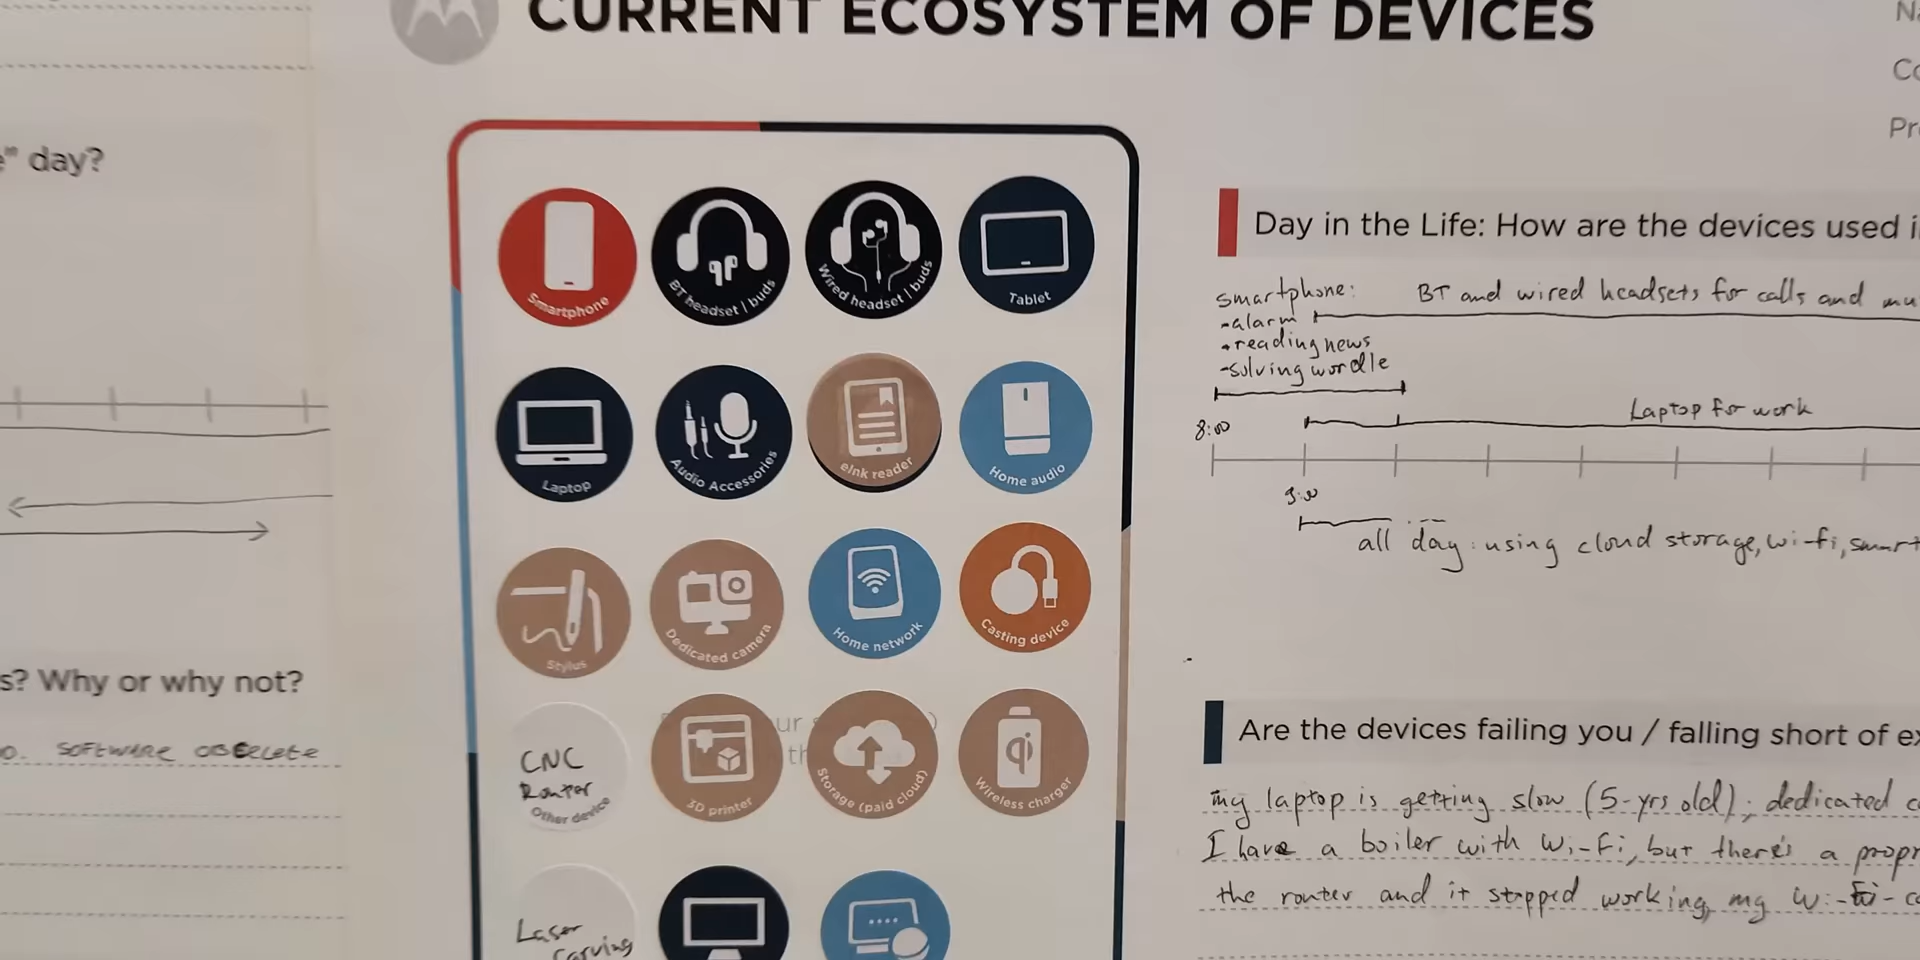 CURRENT ECOSYSTEM OF DEVICES
day?
s? Why or why not?
SOFTWARE OBSELETE
Smartphone
BT headset | buds
Wired headset | buds
Tablet
Laptop
Audio Accessories
eInk reader
Home audio
Stylus
Dedicated camera
Home network
Casting device
CNC
Router
Other device
3D printer
Storage (paid cloud)
Wireless charger
qi
Laser
Carving
Day in the Life: How are the devices used
smartphone:
-alarm
-reading news
-solving wordle
BT and wired headsets for calls and
Laptop for work
8:00
9:00
all day: using cloud storage, wi-fi, smart
Are the devices failing you / falling short of
my laptop is getting slow (5-yrs old); dedicated
I have a boiler with Wi-Fi, but there's a
the router and it stopped working, my Wi-Fi-